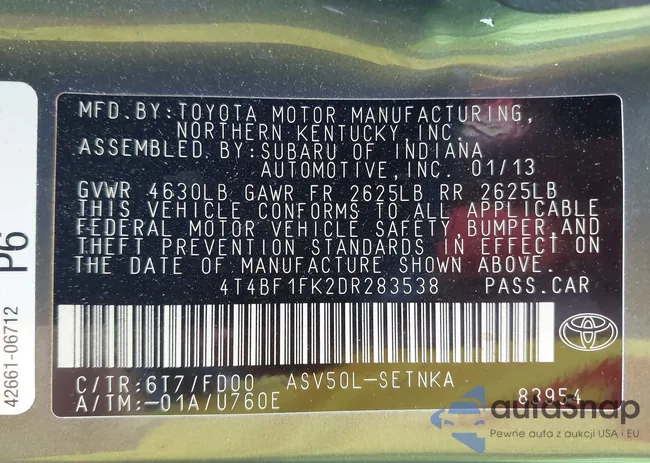 MFD.BY:TOYOTA MOTOR MANUFACTURING,
NORTHERN KENTUCKY,INC.
ASSEMBLED.BY:SUBARU OF INDIANA
AUTOMOTIVE,INC. 01/13
GVWR 4630LB GAWR FR 2625LB RR 2625LB
THIS VEHICLE CONFORMS TO ALL APPLICABLE
FEDERAL MOTOR VEHICLE SAFETY BUMPER,AND
THEFT PREVENTION STANDARDS IN EFFECT ON
THE DATE OF MANUFACTURE SHOWN ABOVE.
4T4BF1FK2DR283538 PASS.CAR
C/TR:6T7/FD00 ASV50L-SETNKA
A/TM:-01A/U760E 83954
P6
42661-06712
autoSnap
Pewne auta z aukcji USA i EU